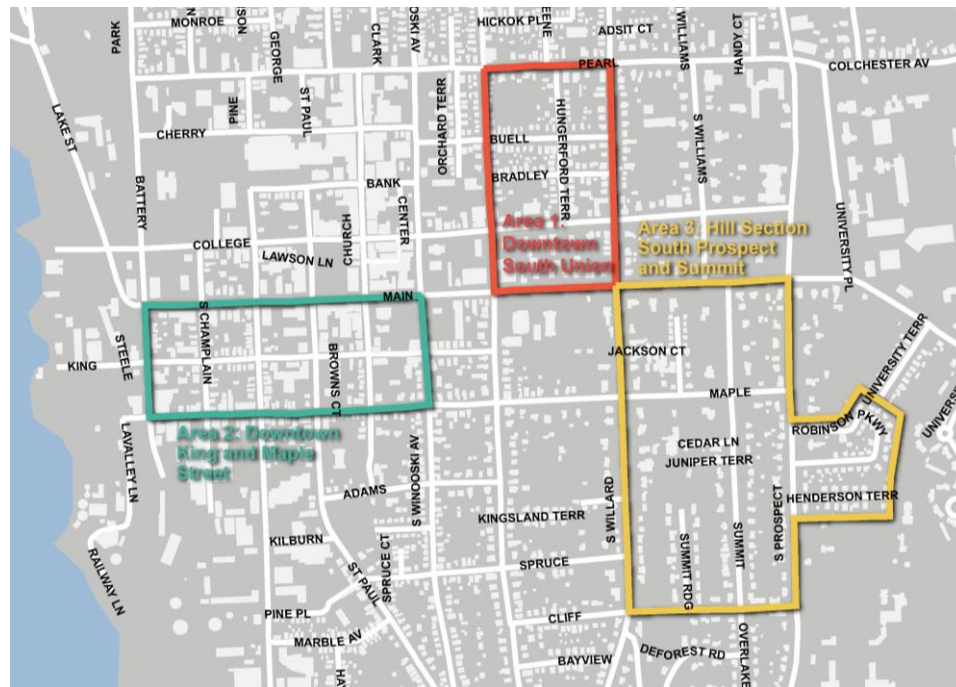 HICKOK PL
EENE
ADSIT CT
MONROE
PARK
ISON
GEORGE
CLARK
OSKI AV
S WILLIAMS
HANDY CT
PEARL
COLCHESTER AV
LAKE ST
PINE
ST PAUL
CHERRY
ORCHARD TERR
BUELL
HUNGERFORD TERR
S WILLIAMS
BRADLEY
BATTERY
BANK
CENTER
CHURCH
COLLEGE
LAWSON LN
Area 1:
Downtown
South Union
Area 3: Hill Section
South Prospect
and Summit
UNIVERSITY PL
MAIN
S CHAMPLAIN
STEELE
KING
BROWNS CT
JACKSON CT
MAPLE
UNIVERSITY TERR
UNIVERS
ROBINSON PKWY
Area 2: Downtown
King and Maple
Street
LAVALLEY LN
CEDAR LN
JUNIPER TERR
S WINOOSKI AV
ADAMS
HENDERSON TERR
KINGSLAND TERR
S WILLARD
S PROSPECT
SUMMIT
SUMMIT RDG
KILBURN
ST PAUL
SPRUCE CT
SPRUCE
RAILWAY LN
PINE PL
CLIFF
MARBLE AV
DEFOREST RD
OVERLAKE
BAYVIEW
HAY